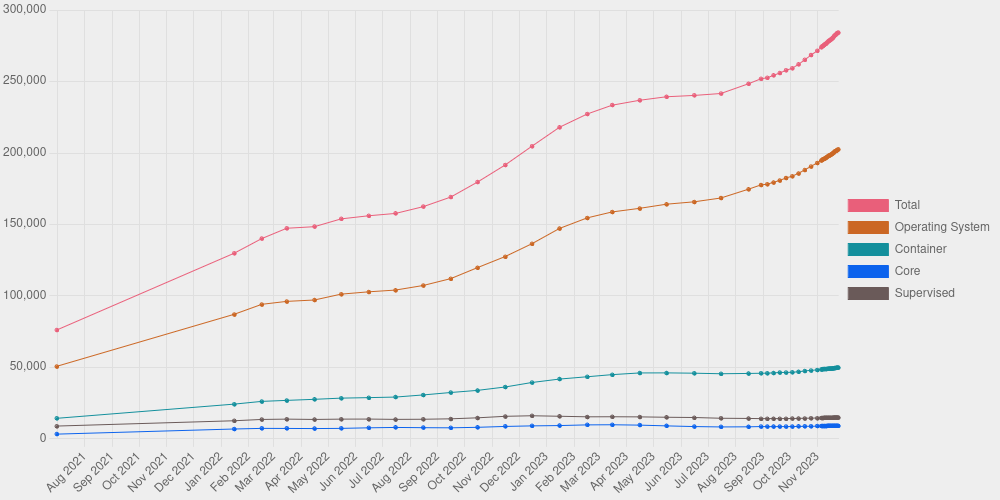 300,000
250,000
200,000
150,000
100,000
50,000
0
Aug 2021
Sep 2021
Oct 2021
Nov 2021
Dec 2021
Jan 2022
Feb 2022
Mar 2022
Apr 2022
May 2022
Jun 2022
Jul 2022
Aug 2022
Sep 2022
Oct 2022
Nov 2022
Dec 2022
Jan 2023
Feb 2023
Mar 2023
Apr 2023
May 2023
Jun 2023
Jul 2023
Aug 2023
Sep 2023
Oct 2023
Nov 2023
Total
Operating System
Container
Core
Supervised